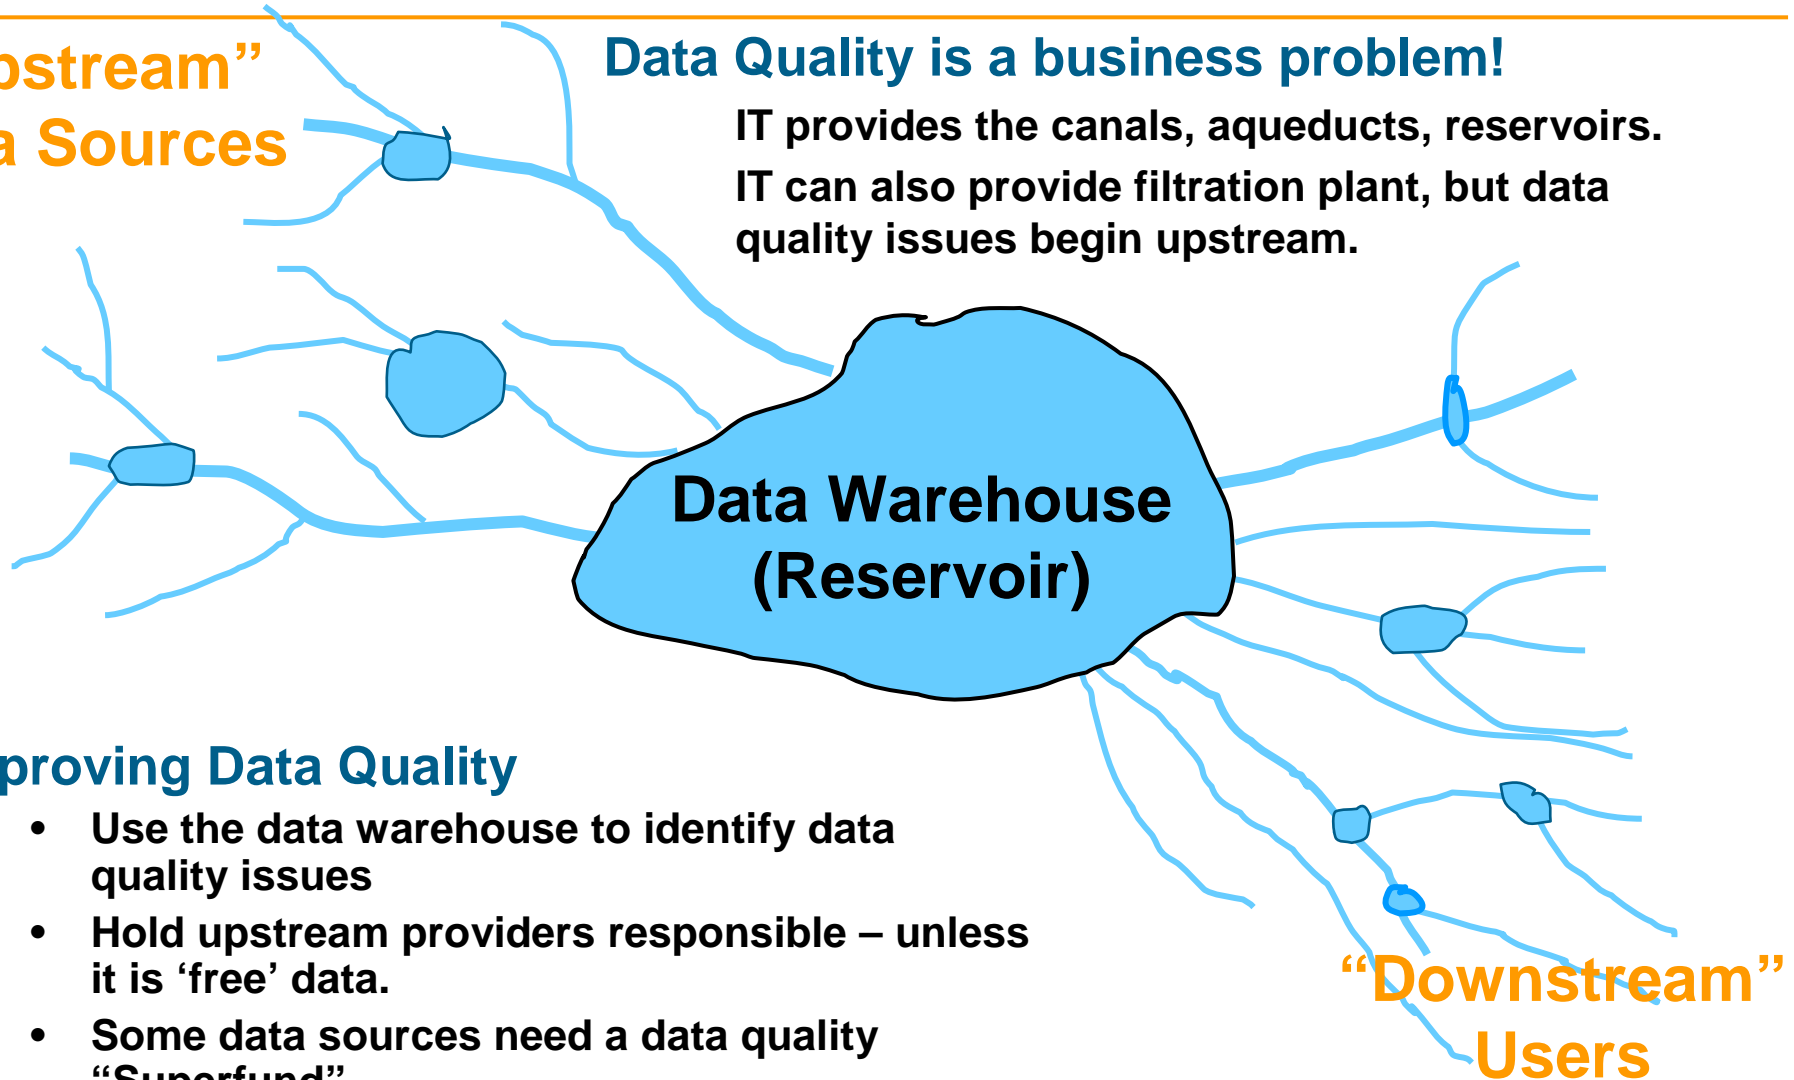 pstream”
a Sources
Data Quality is a business problem!
IT provides the canals, aqueducts, reservoirs.
IT can also provide filtration plant, but data
quality issues begin upstream.
Data Warehouse
(Reservoir)
proving Data Quality
• Use the data warehouse to identify data
quality issues
• Hold upstream providers responsible – unless
it is ‘free’ data.
• Some data sources need a data quality
“Superfund”
“Downstream”
Users